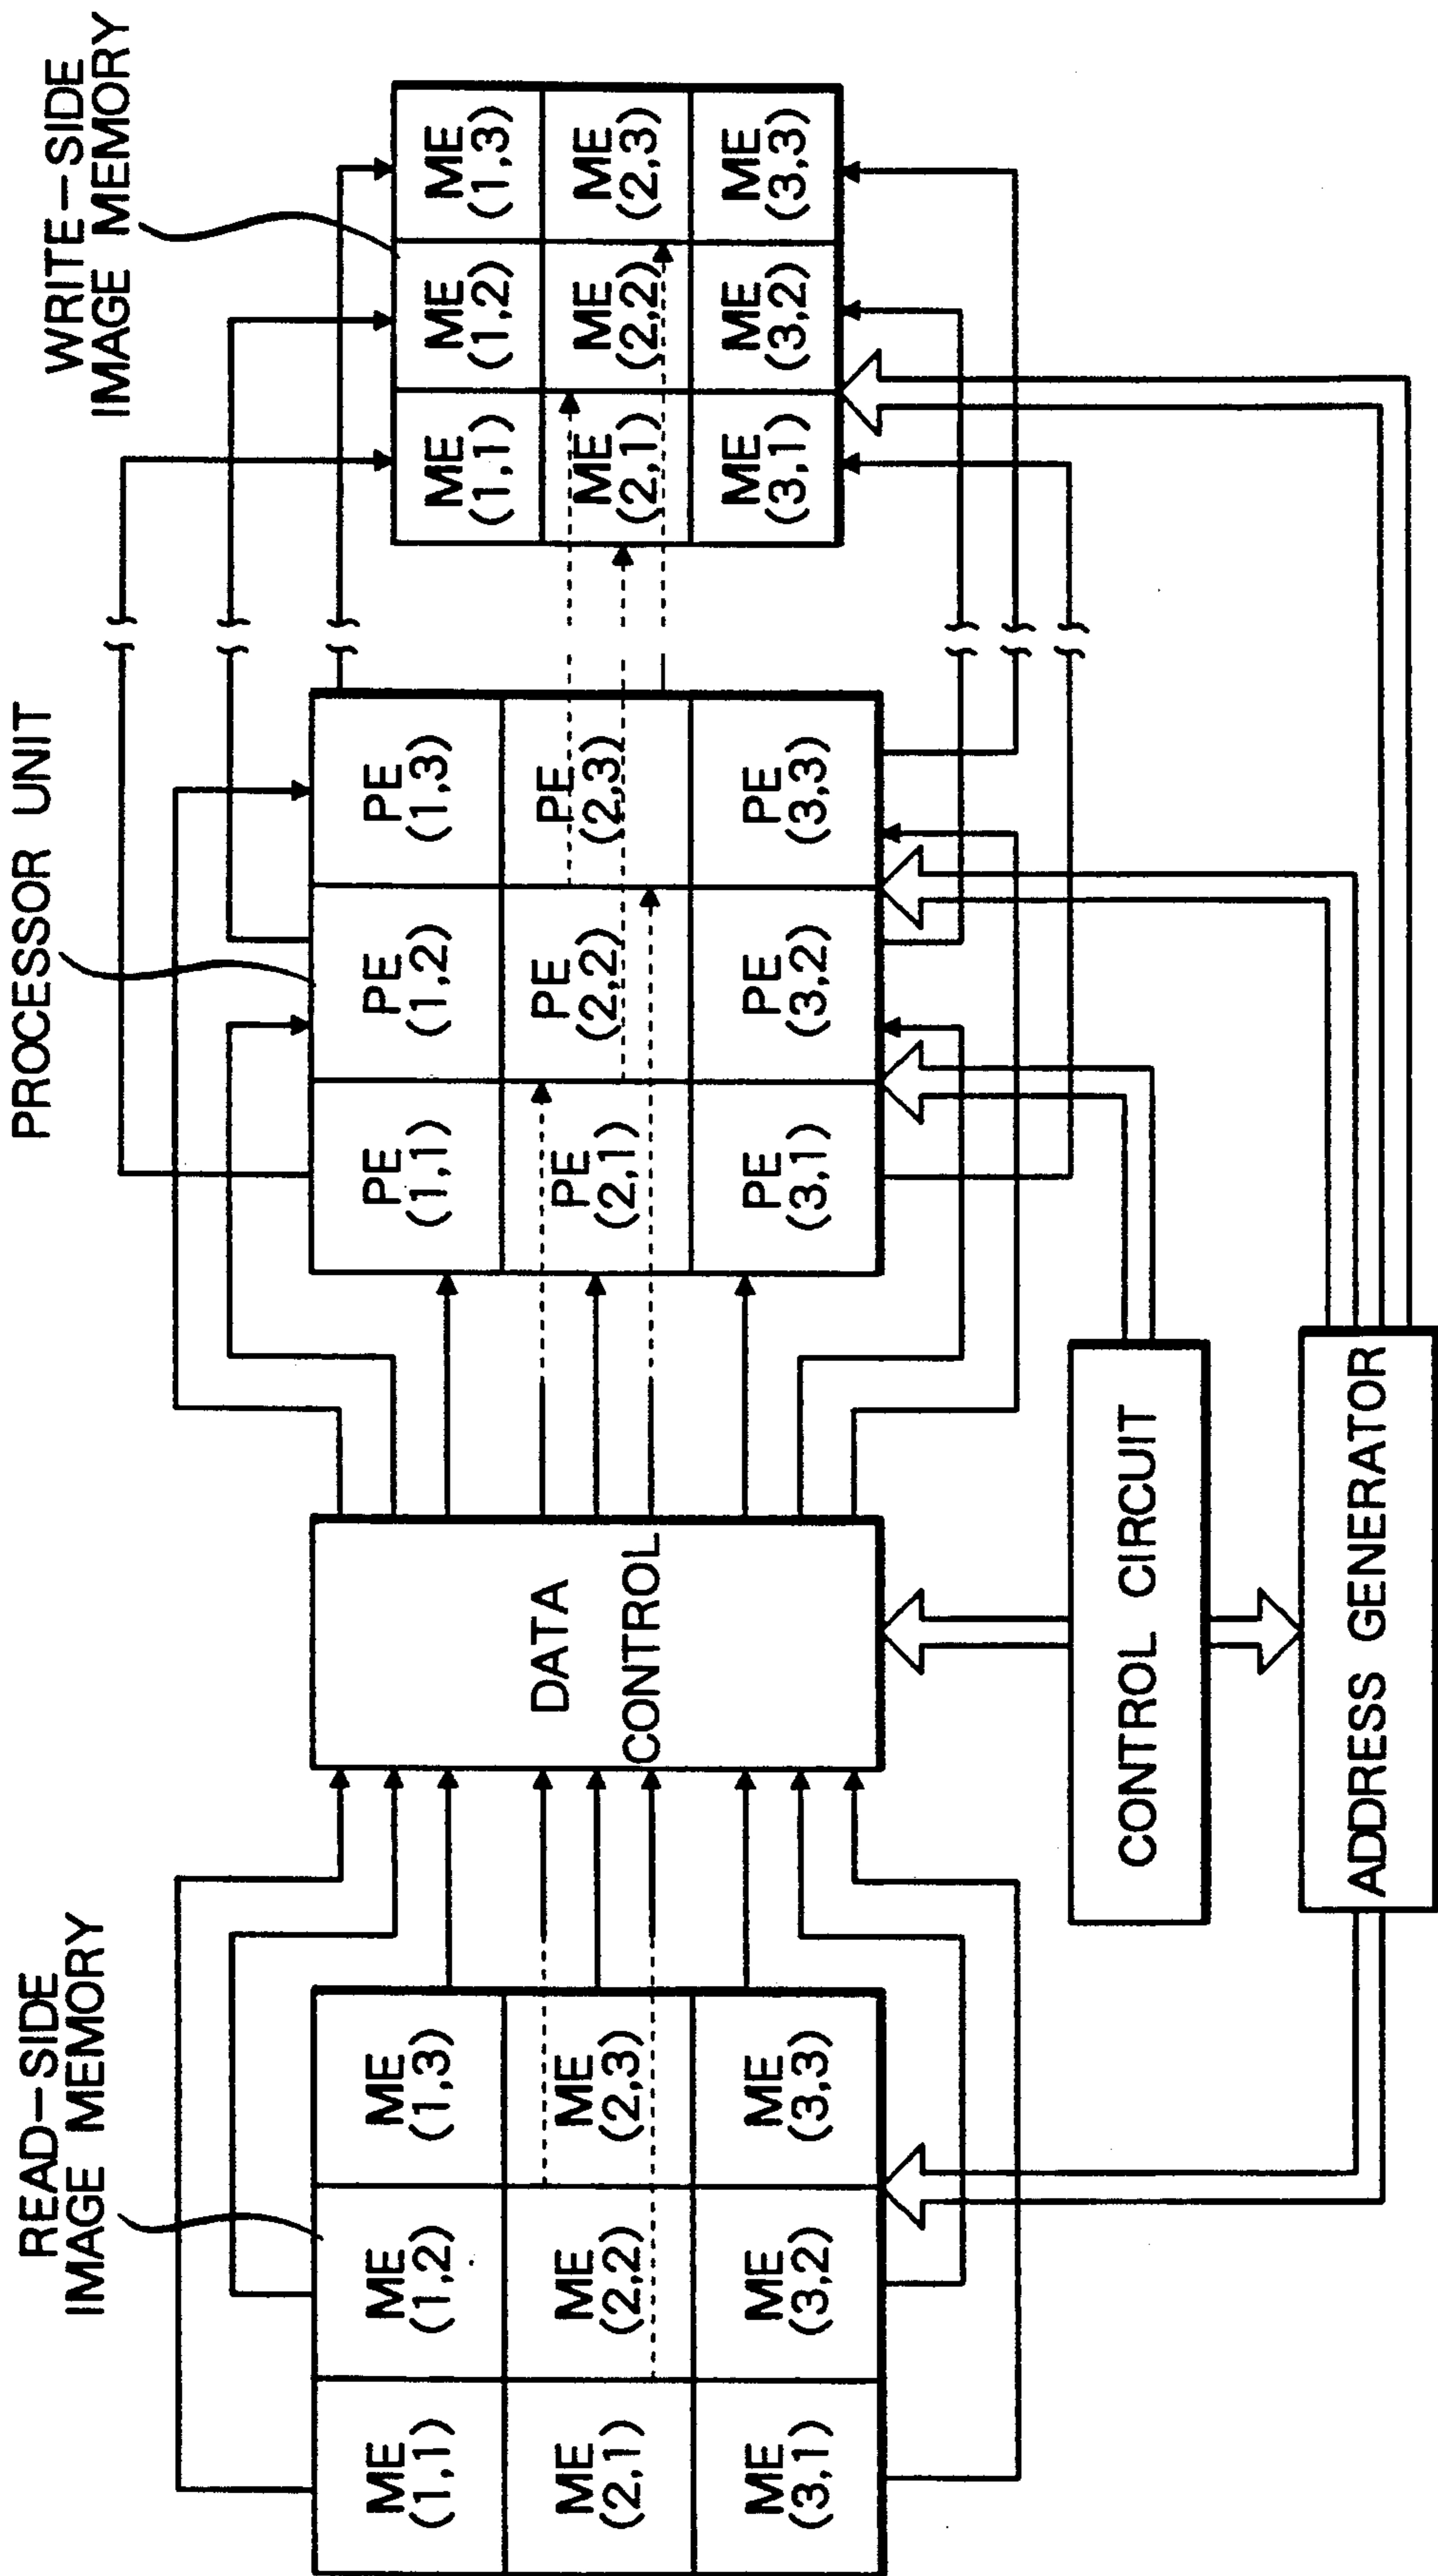 READ-SIDE
IMAGE MEMORY
ME
(1,1)
ME
(1,2)
ME
(1,3)
ME
(2,1)
ME
(2,2)
ME
(2,3)
ME
(3,1)
ME
(3,2)
ME
(3,3)
DATA
CONTROL
PROCESSOR UNIT
PE
(1,1)
PE
(1,2)
PE
(1,3)
PE
(2,1)
PE
(2,2)
PE
(2,3)
PE
(3,1)
PE
(3,2)
PE
(3,3)
WRITE-SIDE
IMAGE MEMORY
ME
(1,1)
ME
(1,2)
ME
(1,3)
ME
(2,1)
ME
(2,2)
ME
(2,3)
ME
(3,1)
ME
(3,2)
ME
(3,3)
CONTROL CIRCUIT
ADDRESS GENERATOR